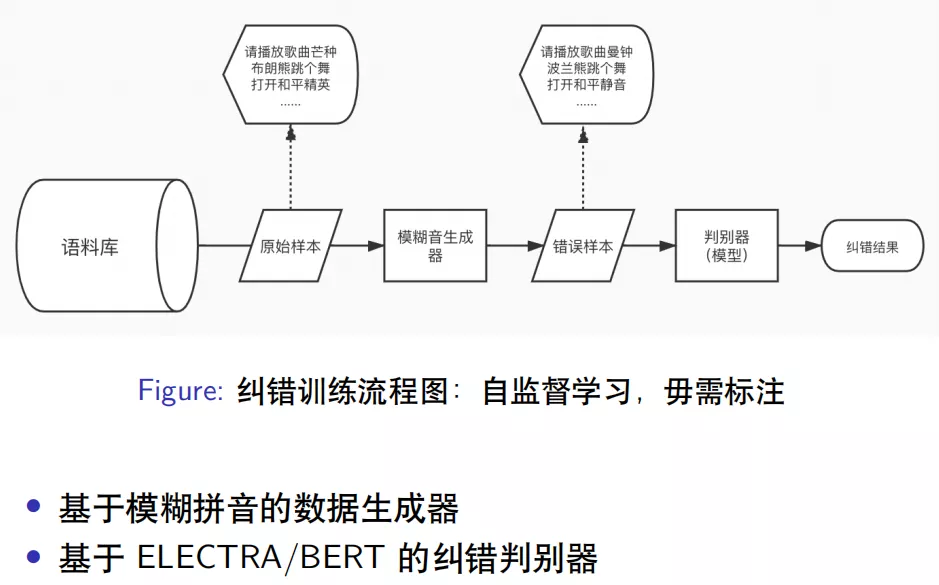 请播放歌曲芒种
布朗熊跳个舞
打开和平精英
......
请播放歌曲曼钟
波兰熊跳个舞
打开和平静音
......
语料库
原始样本
模糊音生成
器
错误样本
判别器
(模型)
纠错结果
Figure: 纠错训练流程图：自监督学习，毋需标注
• 基于模糊拼音的数据生成器
• 基于 ELECTRA/BERT 的纠错判别器